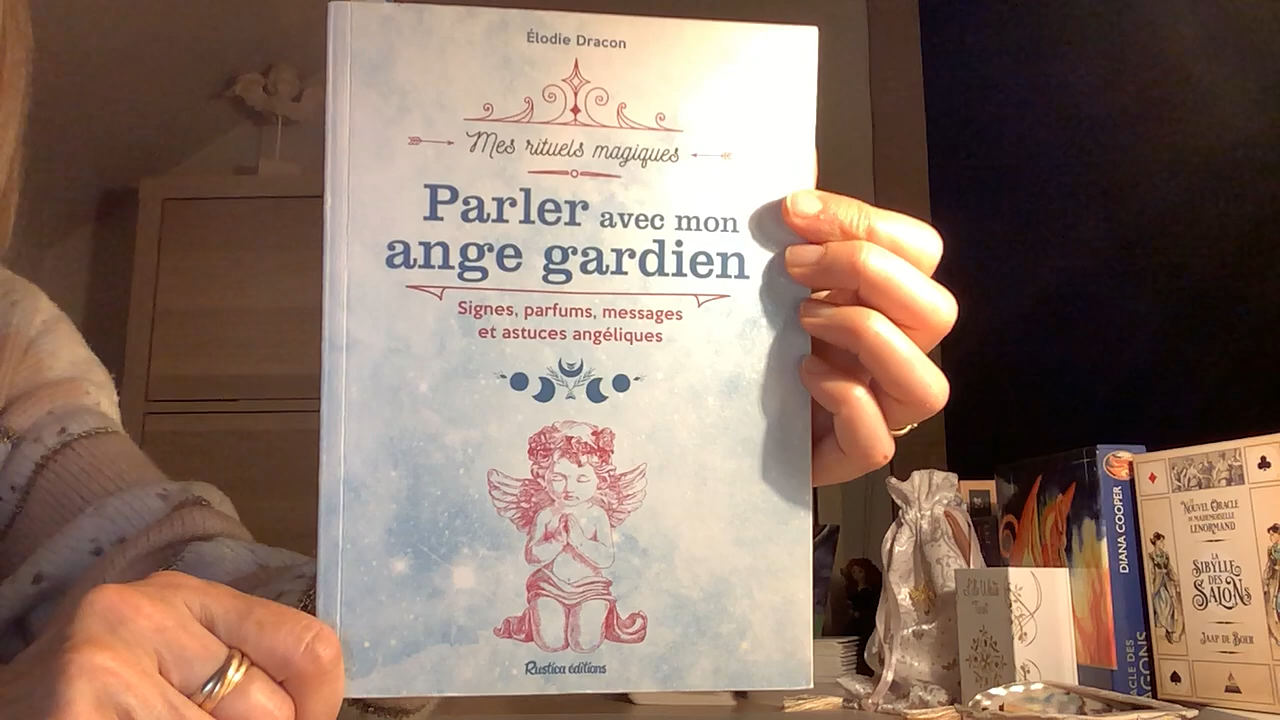 Élodie Dracon
Mes rituels magiques
Parler avec mon
ange gardien
Signes, parfums, messages
et astuces angéliques
Rustica éditions
DIANA COOPER
LE NOUVEL ORACLE
DE MADEMOISELLE
LENORMAND
LA
SIBYLLE
DES
SALONS
JAAP DE BOER